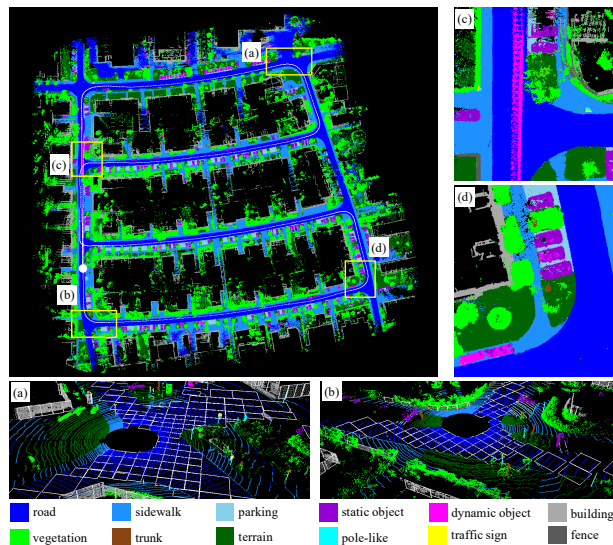 (a)
(c)
(d)
(b)
(c)
(d)
(a)
(b)
road sidewalk parking static object dynamic object building
vegetation trunk terrain pole-like traffic sign fence